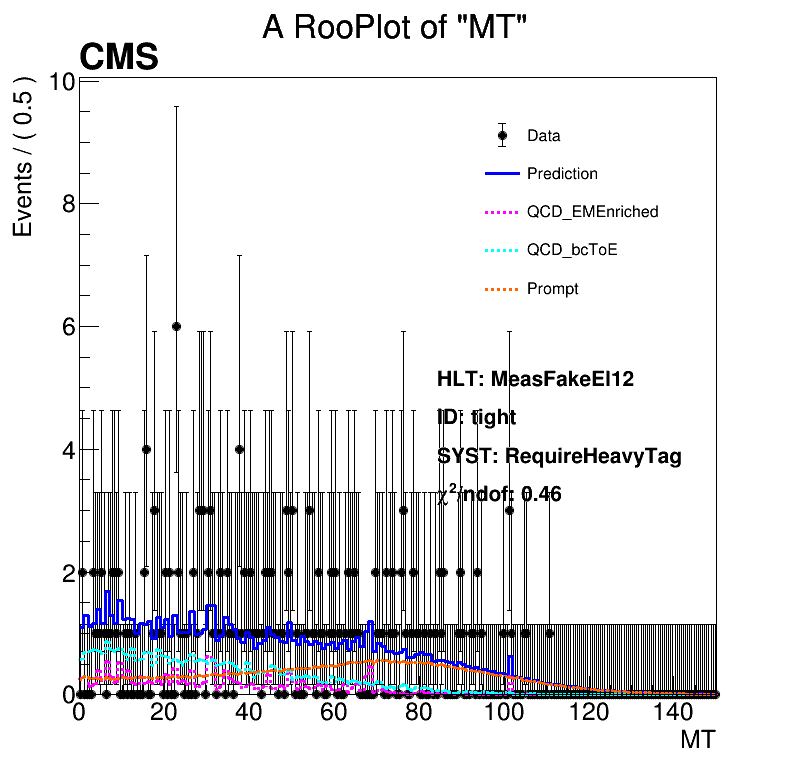 A RooPlot of "MT"
CMS
Events / ( 0.5 )
10
8
6
4
2
0
Data
Prediction
QCD_EMEnriched
QCD_bcToE
Prompt
HLT: MeasFakeEl12
ID: tight
SYST: RequireHeavyTag
χ²/ndof: 0.46
0 20 40 60 80 100 120 140
MT